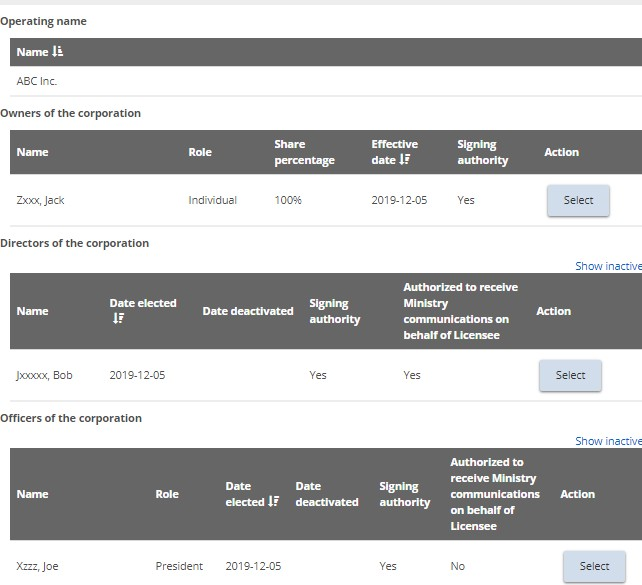 Operating name
Name
ABC Inc.
Owners of the corporation
Name Role Share percentage Effective date Signing authority Action
Zxxx, Jack Individual 100% 2019-12-05 Yes Select
Directors of the corporation
Show inactive
Name Date elected Date deactivated Signing authority Authorized to receive Ministry communications on behalf of Licensee Action
Jxxxxx, Bob 2019-12-05 Yes Yes Select
Officers of the corporation
Show inactive
Name Role Date elected Date deactivated Signing authority Authorized to receive Ministry communications on behalf of Licensee Action
Xzzz, Joe President 2019-12-05 Yes No Select